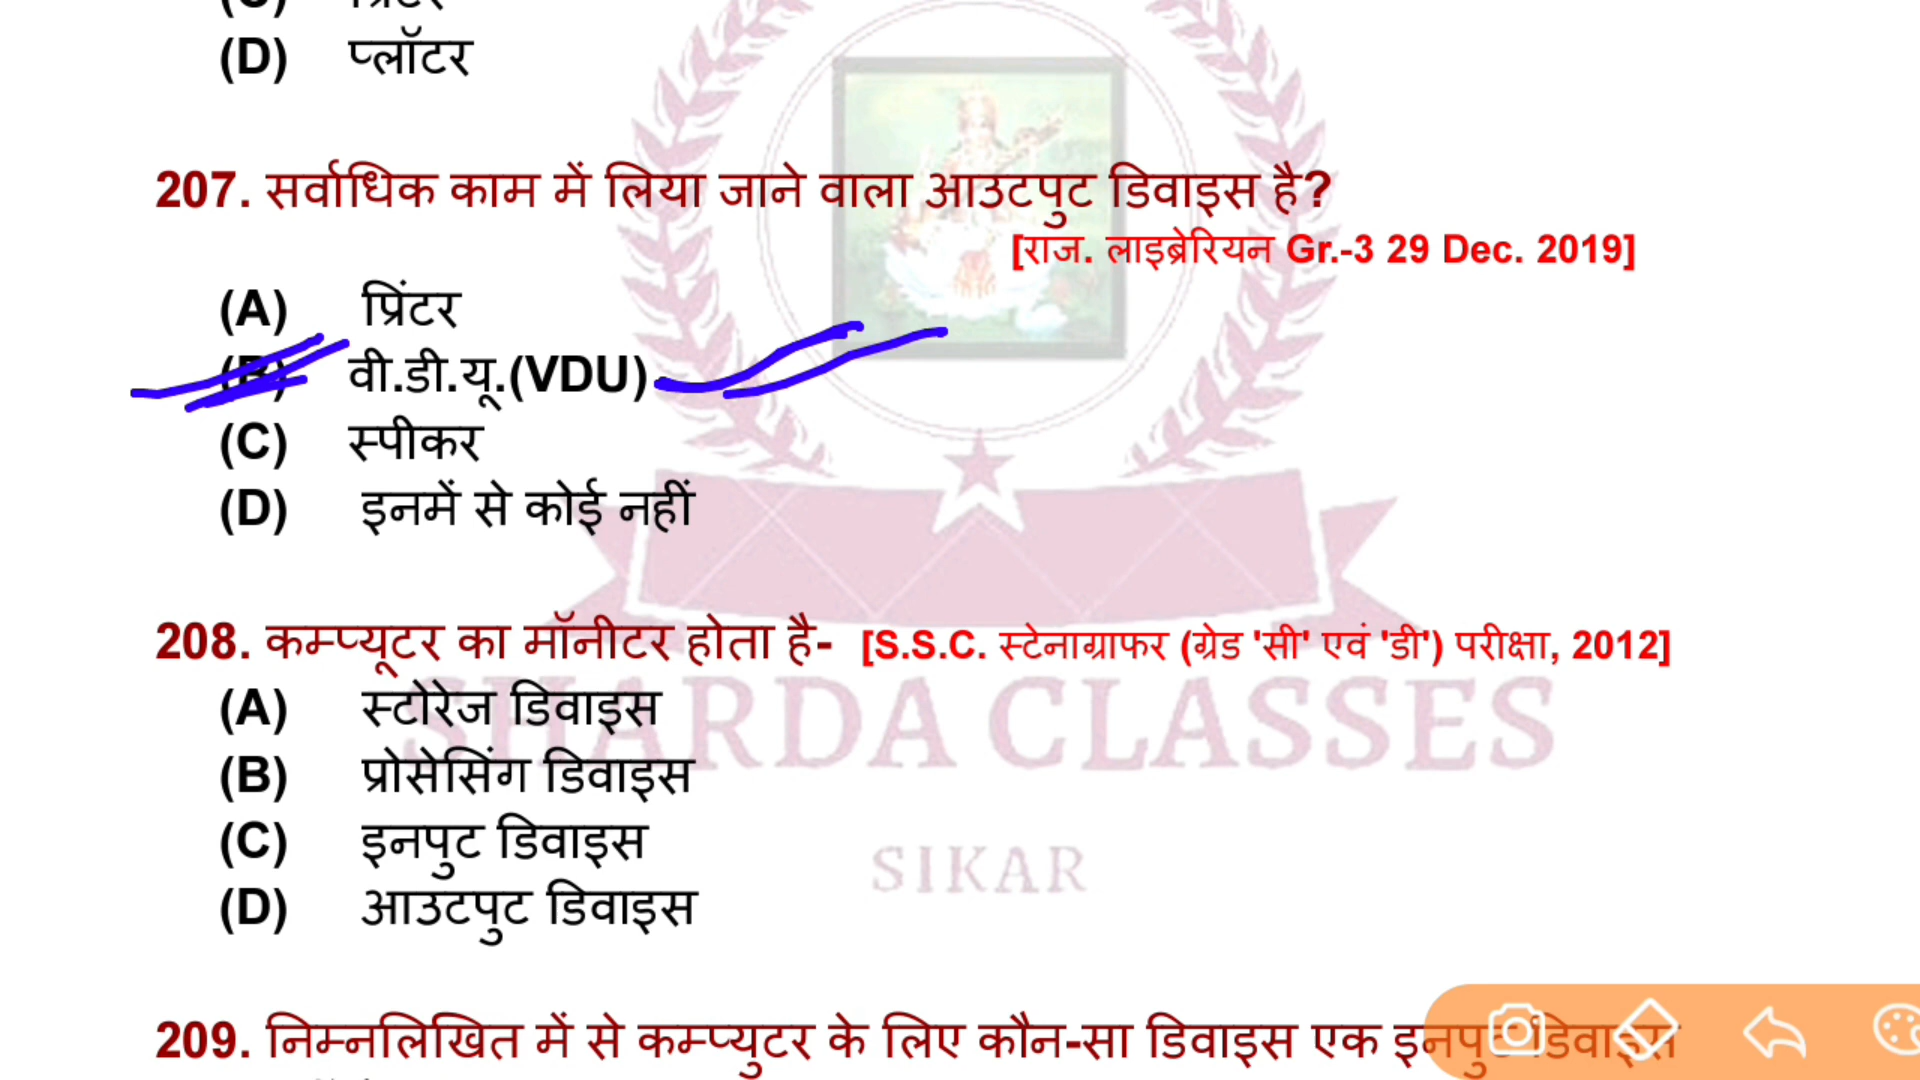 (D) प्लॉटर
207. सर्वाधिक काम में लिया जाने वाला आउटपुट डिवाइस है?
[राज. लाइब्रेरियन Gr.-3 29 Dec. 2019]
(A) प्रिंटर
(B) वी.डी.यू.(VDU)
(C) स्पीकर
(D) इनमें से कोई नहीं
208. कम्प्यूटर का मॉनीटर होता है- [S.S.C. स्टेनाग्राफर (ग्रेड 'सी' एवं 'डी') परीक्षा, 2012]
(A) स्टोरेज डिवाइस
SHARDA CLASSES
(B) प्रोसेसिंग डिवाइस
(C) इनपुट डिवाइस
SIKAR
(D) आउटपुट डिवाइस
209. निम्नलिखित में से कम्प्युटर के लिए कौन-सा डिवाइस एक इनपुट डिवाइस